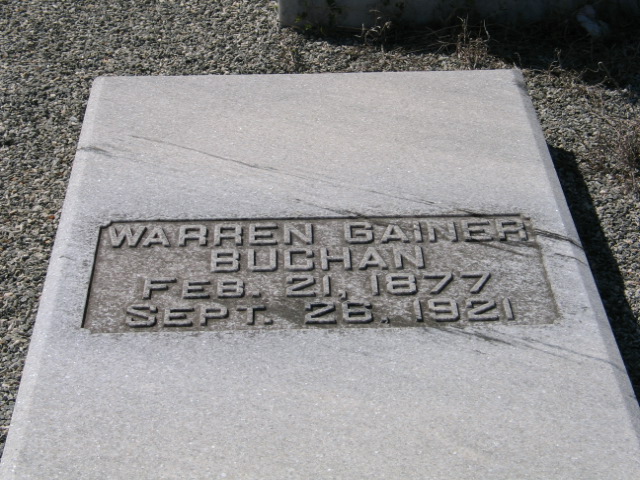 WARREN GAINER
BUCHAN
FEB. 21, 1877
SEPT. 26, 1921